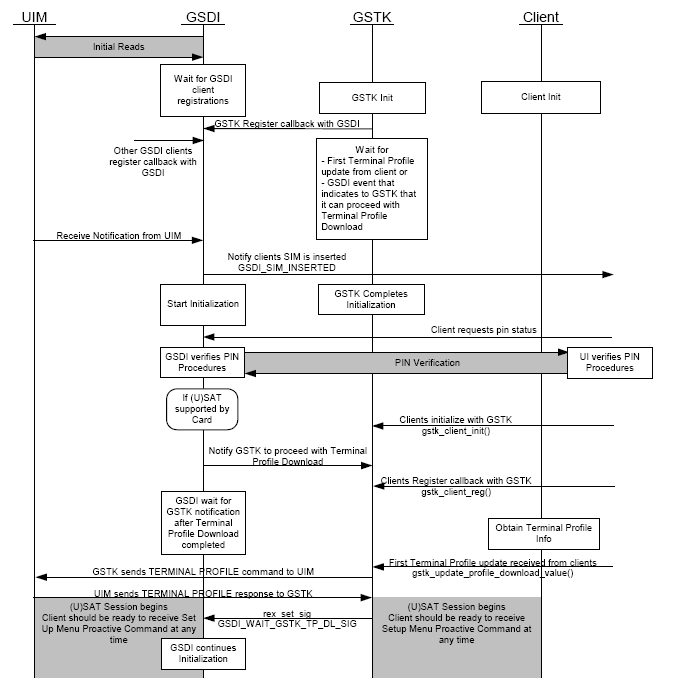 UIM
GSDI
GSTK
Client
Initial Reads
Wait for GSDI
client
registrations
GSTK Init
Client Init
GSTK Register callback with GSDI
Other GSDI clients
register callback with
GSDI
Wait for
- First Terminal Profile
update from client or
- GSDI event that
indicates to GSTK that
it can proceed with
Terminal Profile
Download
Receive Notification from UIM
Notify clients SIM is inserted
GSDI_SIM_INSERTED
Start Initialization
GSTK Completes
Initialization
Client requests pin status
GSDI verifies PIN
Procedures
PIN Verification
UI verifies PIN
Procedures
If (U)SAT
supported by
Card
Clients initialize with GSTK
gstk_client_init()
Notify GSTK to proceed with Terminal
Profile Download
Clients Register callback with GSTK
gstk_client_reg()
GSDI wait for
GSTK notification
after Terminal
Profile Download
completed
Obtain Terminal Profile
Info
First Terminal Profile update received from clients
gstk_update_profile_download_value()
GSTK sends TERMINAL PROFILE command to UIM
UIM sends TERMINAL PROFILE response to GSTK
(U)SAT Session begins
Client should be ready to receive Set
Up Menu Proactive Command at any
time
rex_set_sig
GSDI_WAIT_GSTK_TP_DL_SIG
(U)SAT Session begins
Client should be ready to receive
Setup Menu Proactive Command at
any time
GSDI continues
Initialization